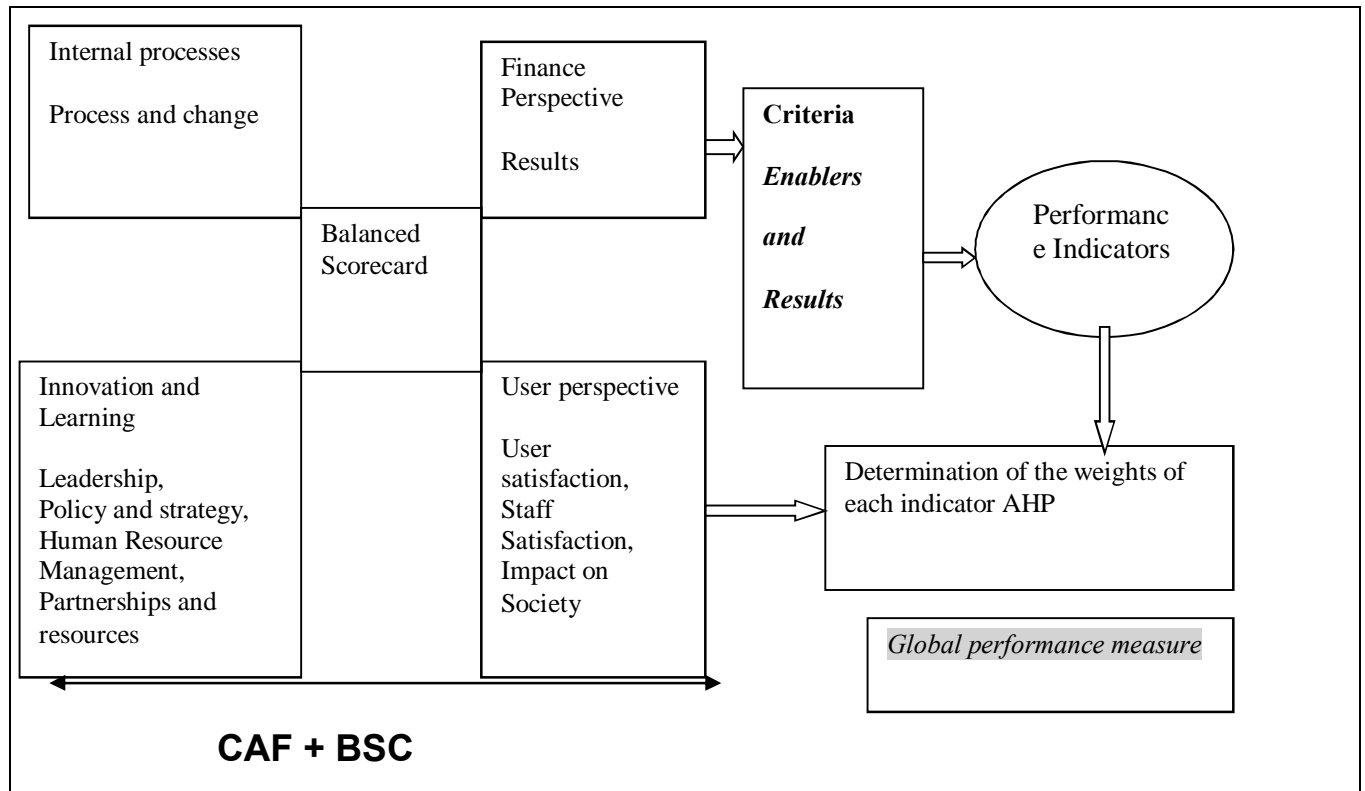 Internal processes
Process and change
Finance
Perspective
Results
Criteria
Enablers
and
Results
Performanc
e Indicators
Balanced
Scorecard
Innovation and
Learning
Leadership,
Policy and strategy,
Human Resource
Management,
Partnerships and
resources
User perspective
User
satisfaction,
Staff
Satisfaction,
Impact on
Society
Determination of the weights of
each indicator AHP
Global performance measure
CAF + BSC